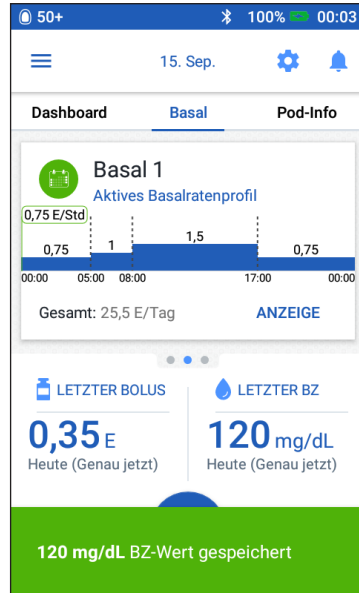 50+ 100% 00:03
15. Sep.
Dashboard Basal Pod-Info
Basal 1
Aktives Basalratenprofil
0,75 E/Std
0,75 1 1,5 0,75
00:00 05:00 08:00 17:00 00:00
Gesamt: 25,5 E/Tag ANZEIGE
LETZTER BOLUS LETZTER BZ
0,35 E 120 mg/dL
Heute (Genau jetzt) Heute (Genau jetzt)
120 mg/dL BZ-Wert gespeichert